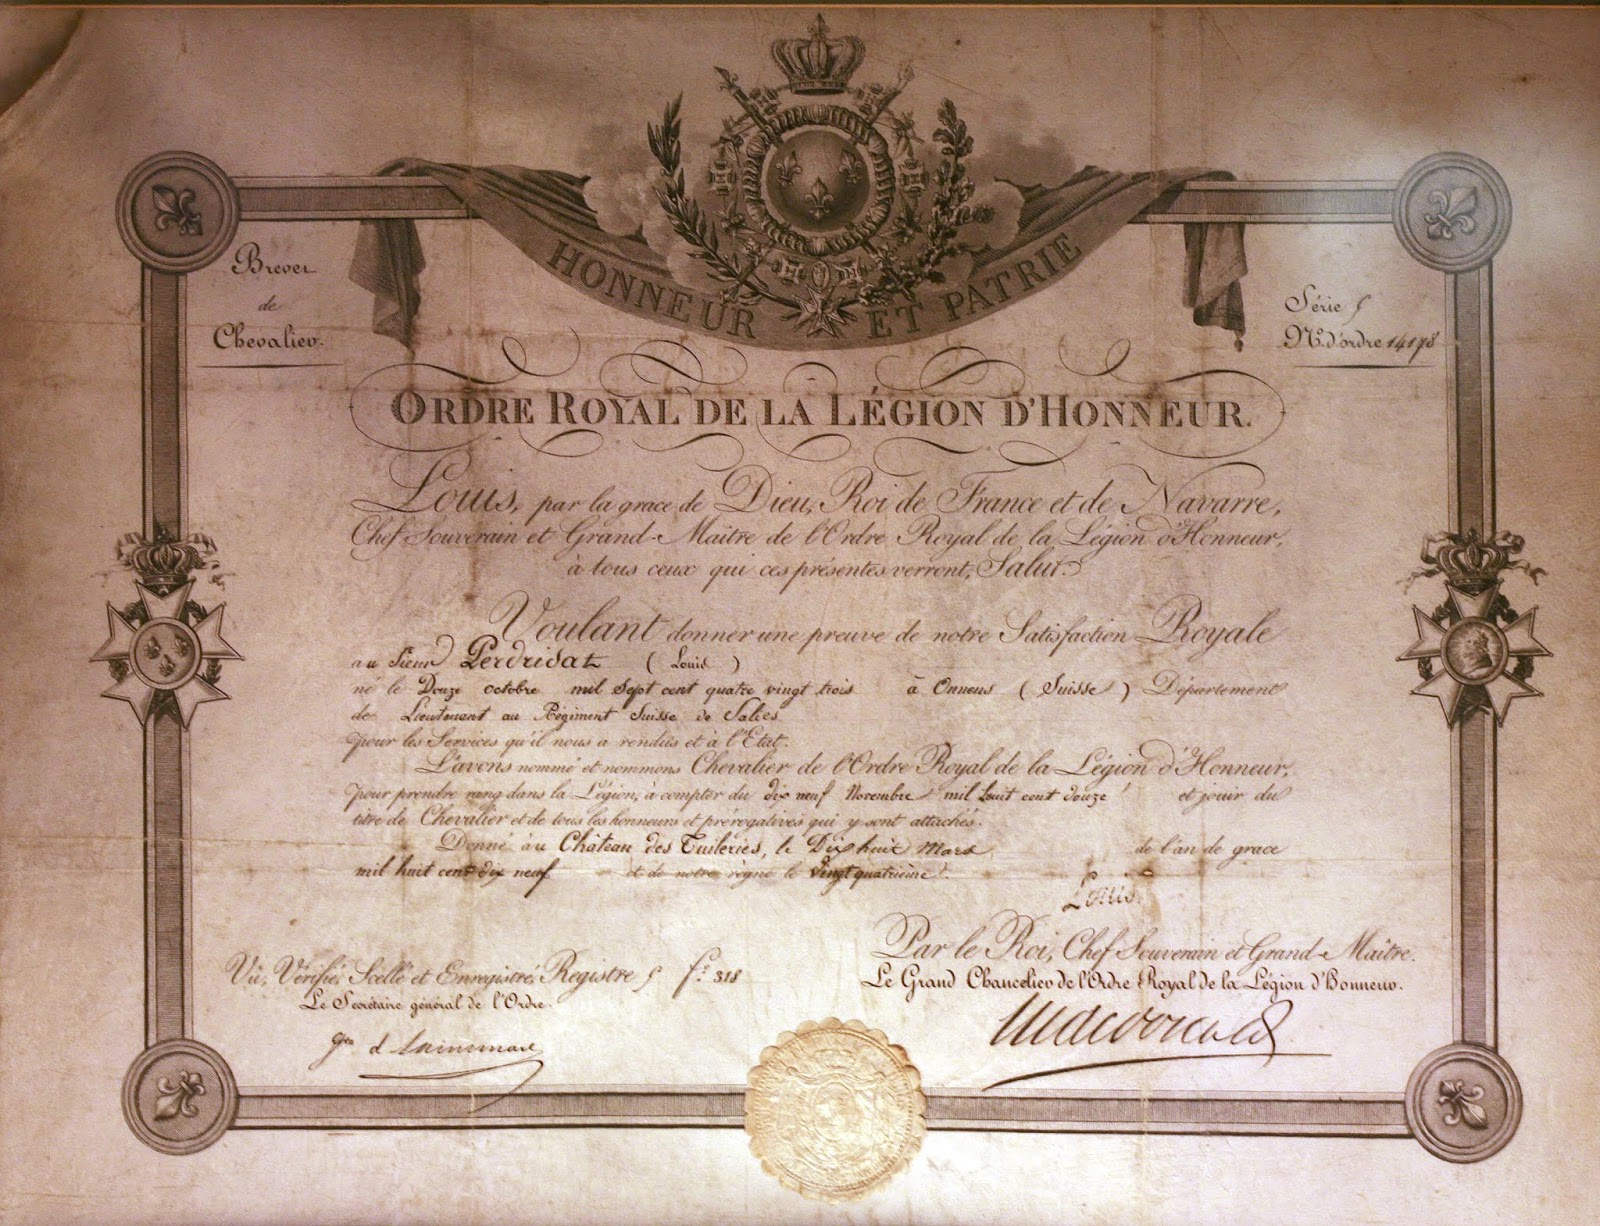 HONNEUR ET PATRIE
Brevet
de
Chevalier.
Série 5
N.º d'ordre 14178
ORDRE ROYAL DE LA LÉGION D'HONNEUR.
Louis, par la grace de Dieu, Roi de France et de Navarre,
Chef Souverain et Grand-Maître de l'Ordre Royal de la Légion d'Honneur,
à tous ceux qui ces présentes verront, Salut.
Voulant donner une preuve de notre Satisfaction Royale
au Sieur Perdrisat (Louis)
né le Douze octobre mil sept cent quatre vingt trois à Onnens (Suisse) Département
de Lieutenant au Régiment Suisse de Salies
pour les Services qu'il nous a rendus et à l'Etat.
L'avons nommé et nommons Chevalier de l'Ordre Royal de la Légion d'Honneur,
pour prendre rang dans la Légion, à compter du dix neuf Novembre mil huit cent douze et jouir du
titre de Chevalier et de tous les honneurs et prérogatives qui y sont attachés.
Donné au Château des Tuileries, le Dix huit Mars de l'an de grace
mil huit cent dix neuf et de notre règne le vingt quatrième.
Louis
Par le Roi, Chef Souverain et Grand-Maître.
Le Grand Chancelier de l'Ordre Royal de la Légion d'Honneur.
Macdonald
Vu, Vérifié, Scellé et Enregistré, Registre 5 f.º 318
Le Secrétaire général de l'Ordre.